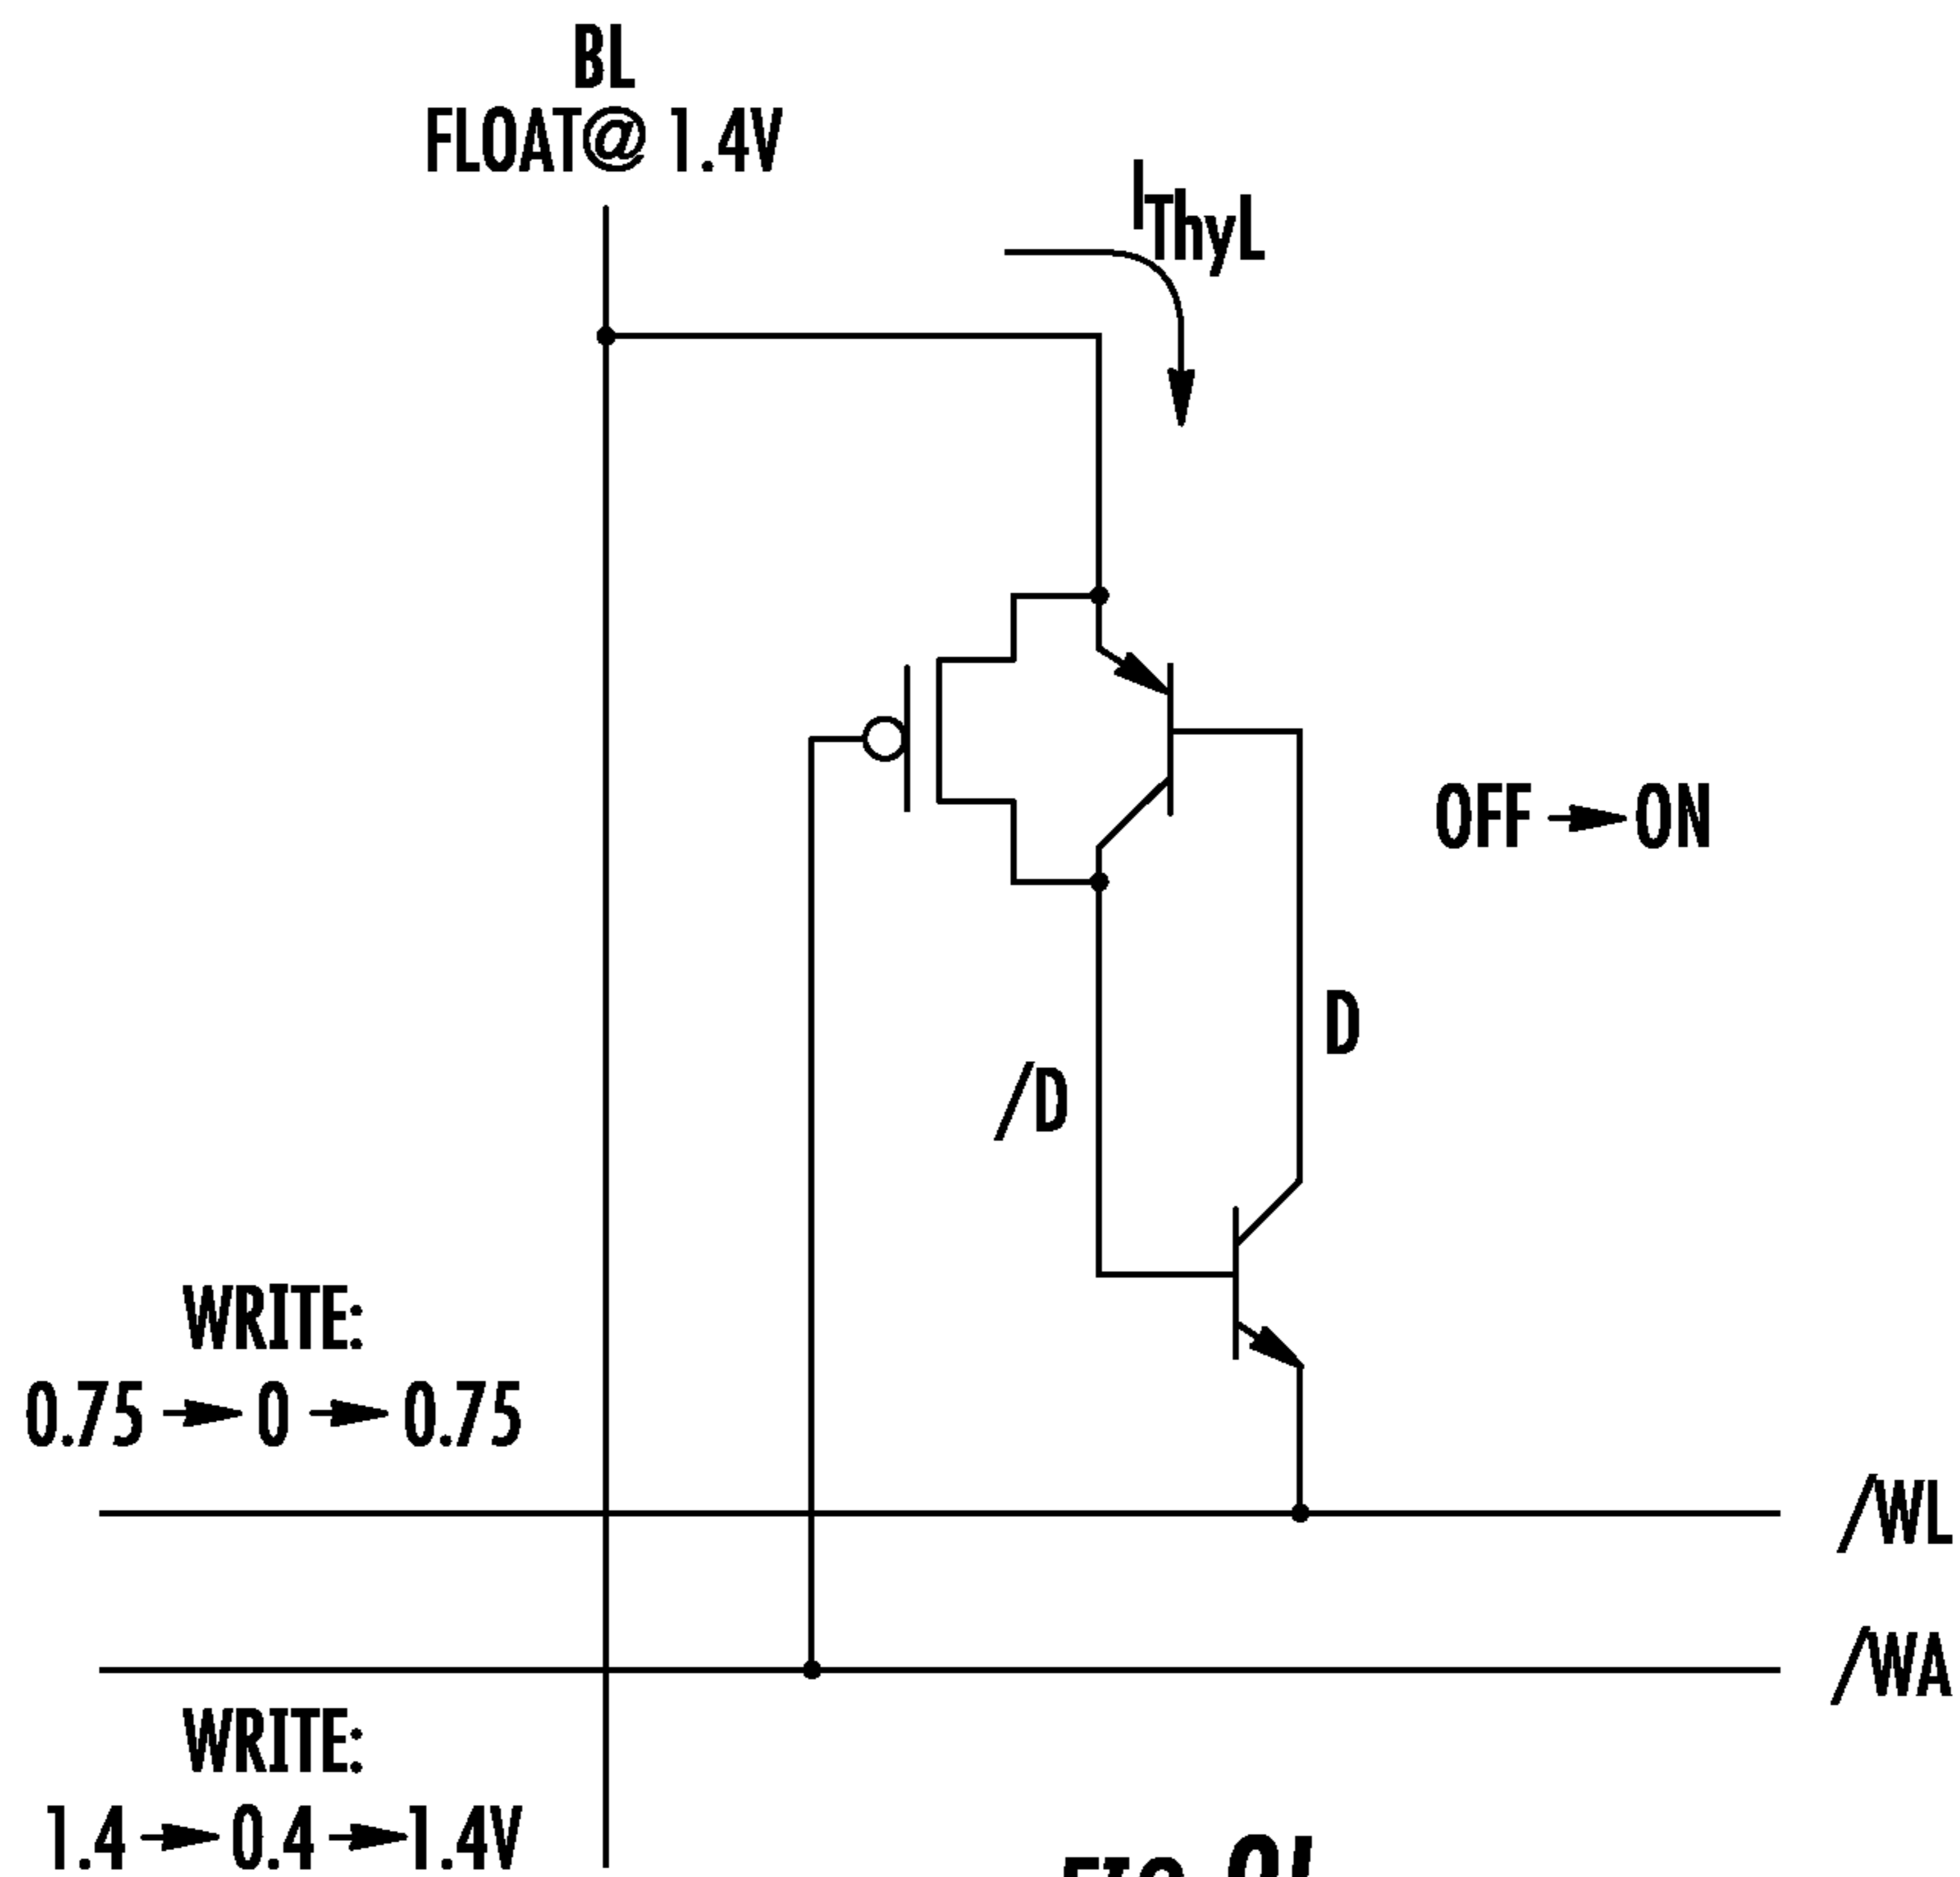 BL
FLOAT@ 1.4V
IThyL
OFF → ON
D
/D
WRITE:
0.75 → 0 → 0.75
/WL
/WA
WRITE:
1.4 → 0.4 → 1.4V